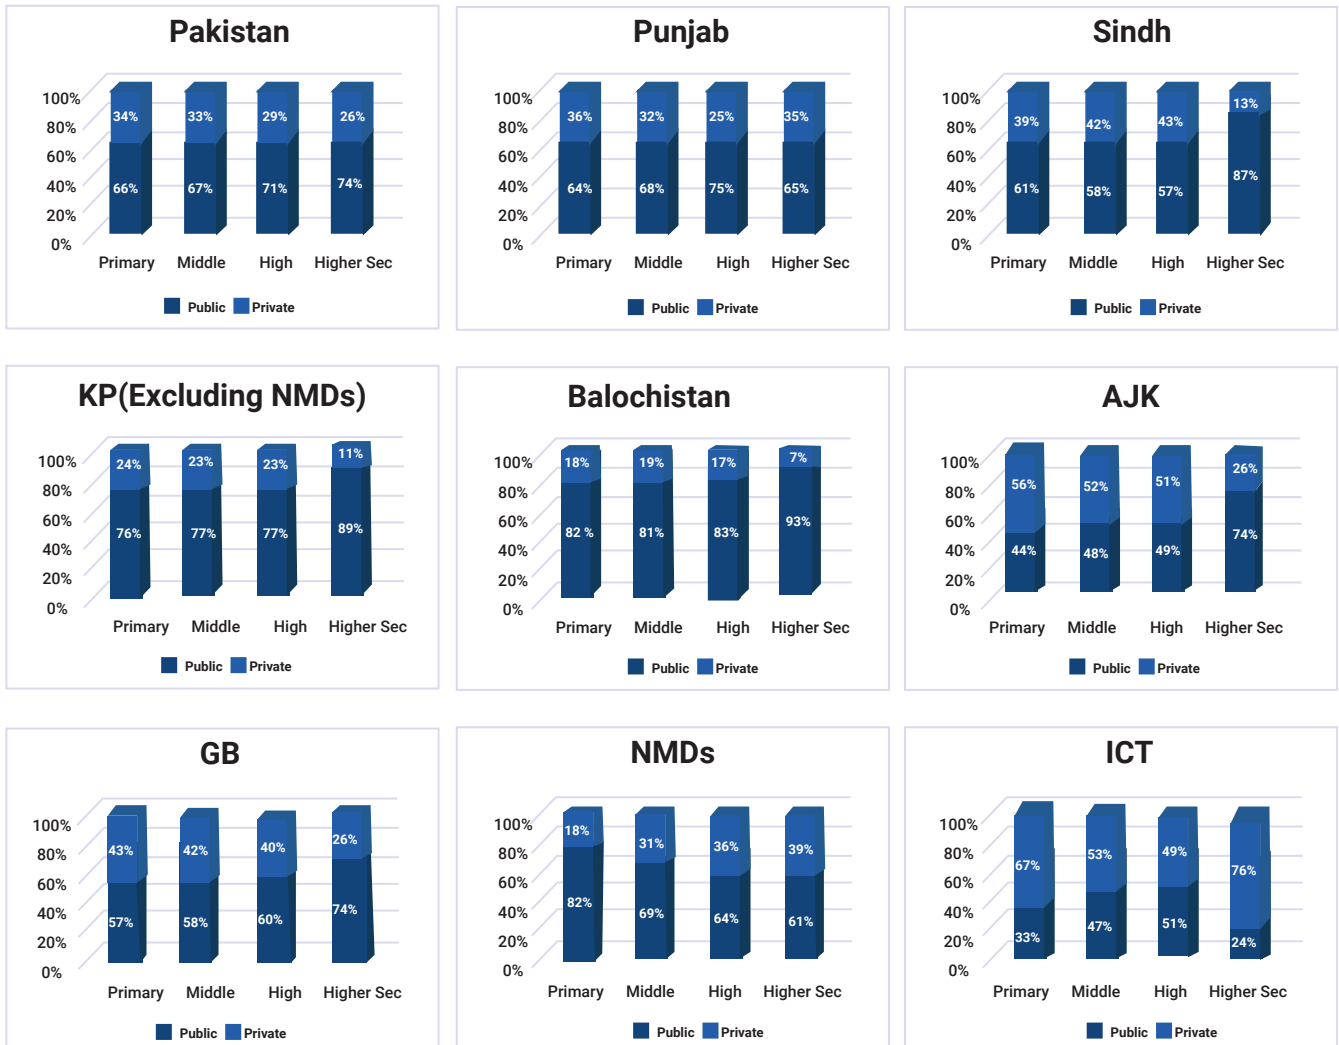 Pakistan
100%
80%
60%
40%
20%
0%
34% 33% 29% 26%
66% 67% 71% 74%
Primary Middle High Higher Sec
Public Private
Punjab
100%
80%
60%
40%
20%
0%
36% 32% 25% 35%
64% 68% 75% 65%
Primary Middle High Higher Sec
Public Private
Sindh
100%
80%
60%
40%
20%
0%
39% 42% 43% 13%
61% 58% 57% 87%
Primary Middle High Higher Sec
Public Private
KP(Excluding NMDs)
100%
80%
60%
40%
20%
0%
24% 23% 23% 11%
76% 77% 77% 89%
Primary Middle High Higher Sec
Public Private
Balochistan
100%
80%
60%
40%
20%
0%
18% 19% 17% 7%
82 % 81% 83% 93%
Primary Middle High Higher Sec
Public Private
AJK
100%
80%
60%
40%
20%
0%
56% 52% 51% 26%
44% 48% 49% 74%
Primary Middle High Higher Sec
Public Private
GB
100%
80%
60%
40%
20%
0%
43% 42% 40% 26%
57% 58% 60% 74%
Primary Middle High Higher Sec
Public Private
NMDs
100%
80%
60%
40%
20%
0%
18% 31% 36% 39%
82% 69% 64% 61%
Primary Middle High Higher Sec
Public Private
ICT
100%
80%
60%
40%
20%
0%
67% 53% 49% 76%
33% 47% 51% 24%
Primary Middle High Higher Sec
Public Private